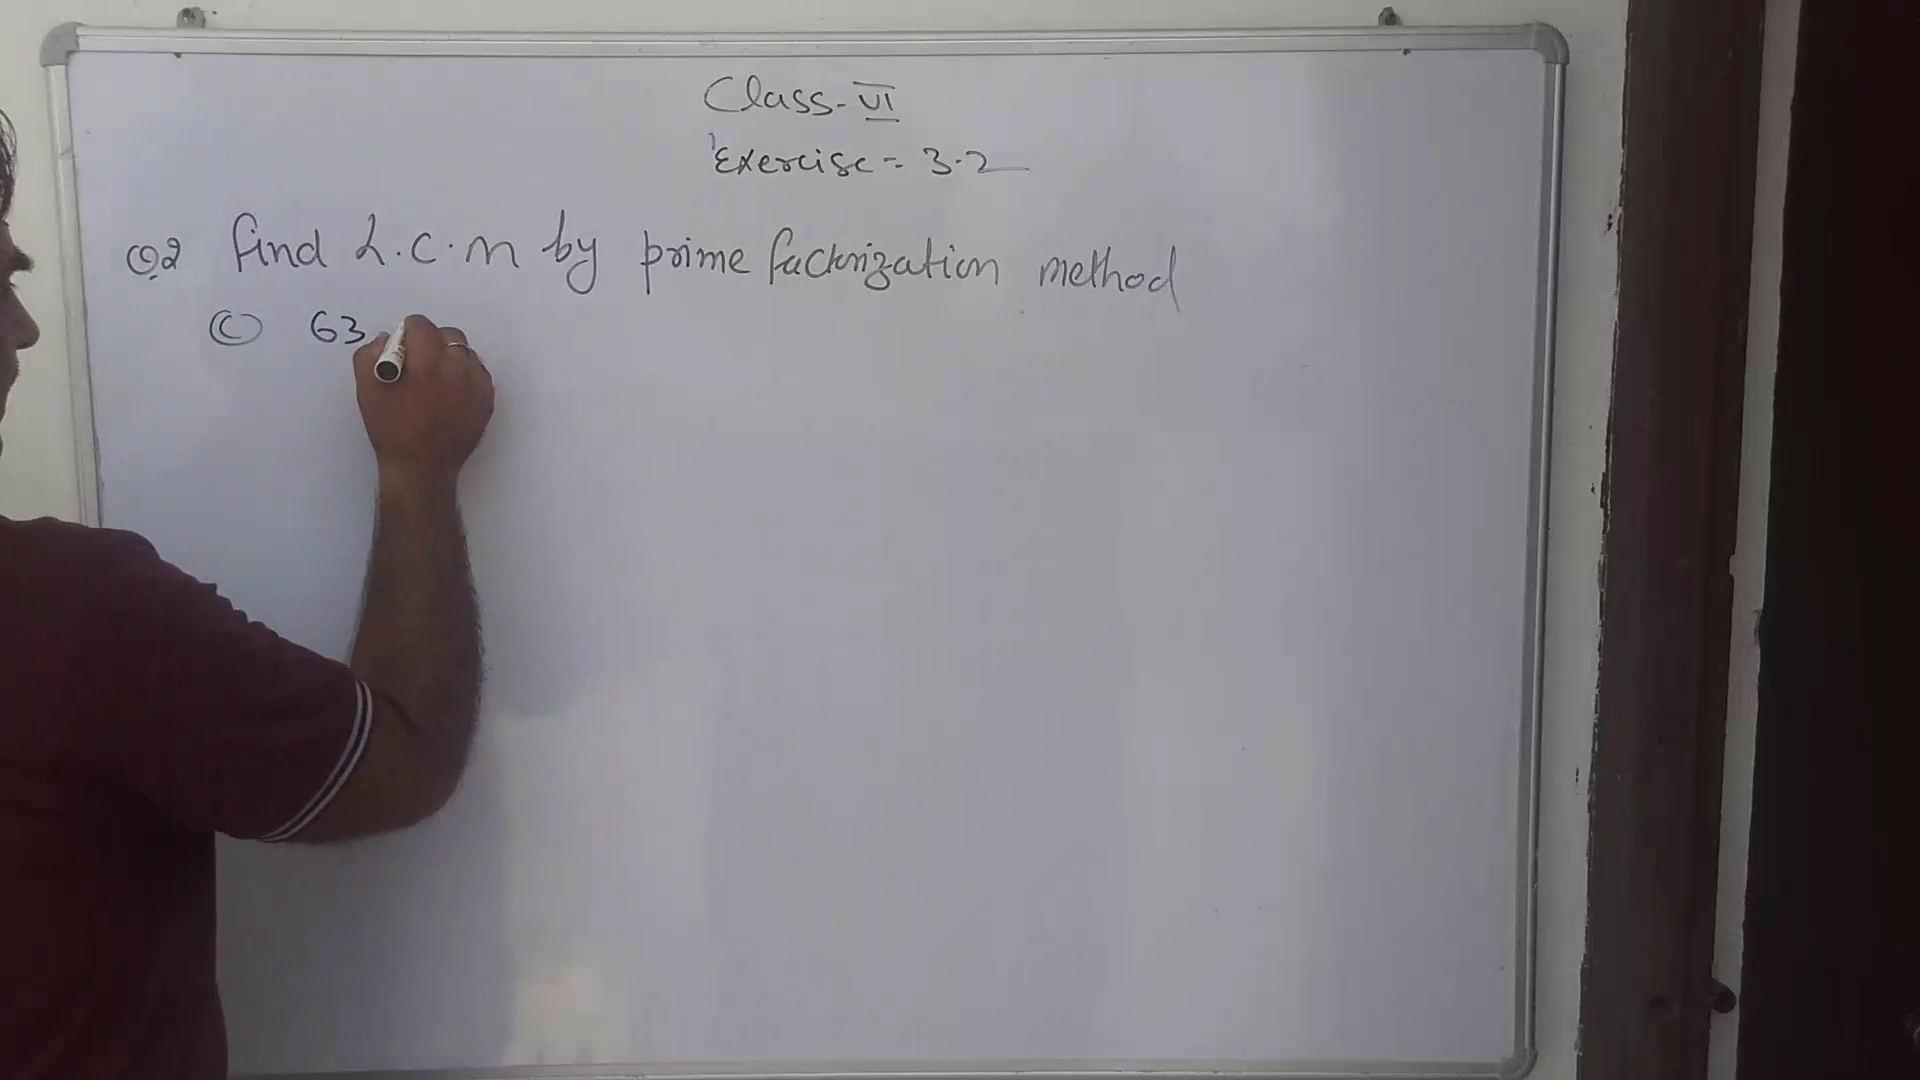 Class-VI
Exercise = 3.2
Q2 find L.C.M by prime factorization method
(C) 63